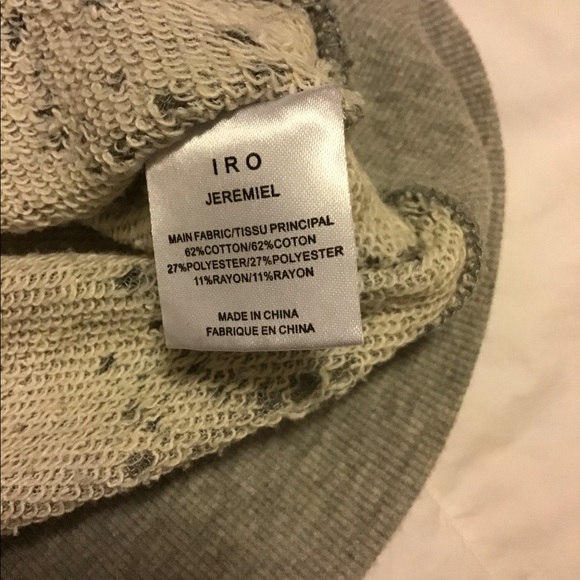 IRO
JEREMIEL
MAIN FABRIC/TISSU PRINCIPAL
62%COTTON/62%COTON
27%POLYESTER/27%POLYESTER
11%RAYON/11%RAYON
MADE IN CHINA
FABRIQUE EN CHINA